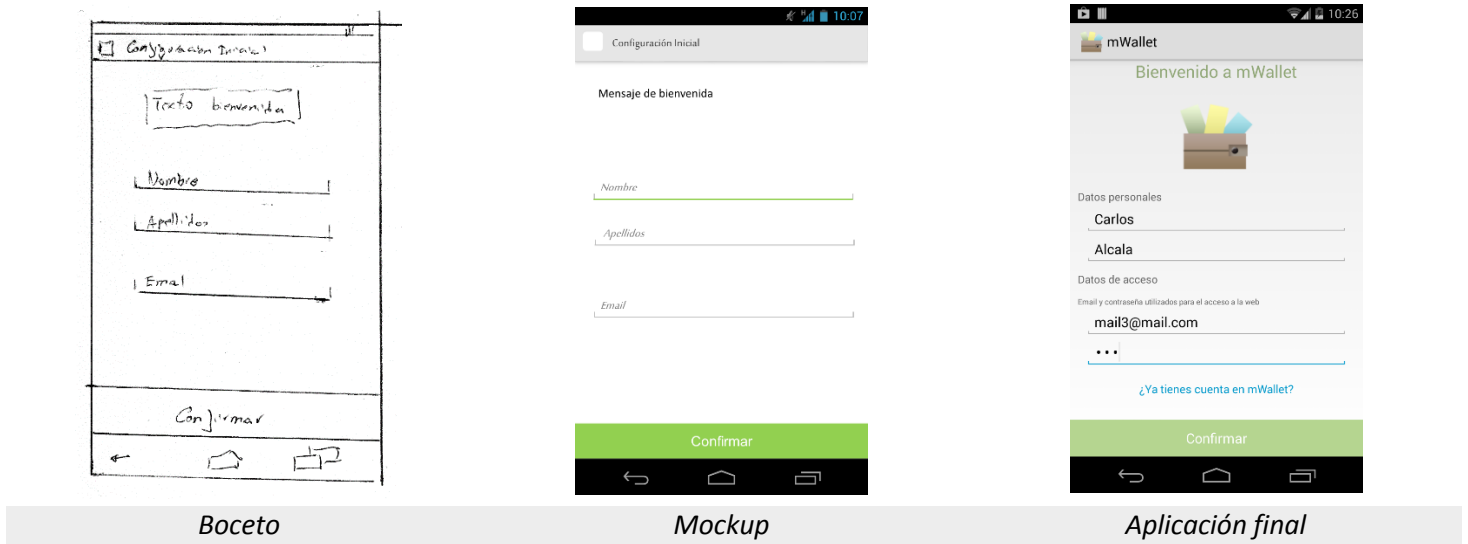 Configuración Inicial
Texto bienvenida
Nombre
Apellidos
Email
Confirmar
10:07
Configuración Inicial
Mensaje de bienvenida
Nombre
Apellidos
Email
Confirmar
10:26
mWallet
Bienvenido a mWallet
Datos personales
Carlos
Alcala
Datos de acceso
Email y contraseña utilizados para el acceso a la web
mail3@mail.com
•••
¿Ya tienes cuenta en mWallet?
Confirmar
Boceto
Mockup
Aplicación final